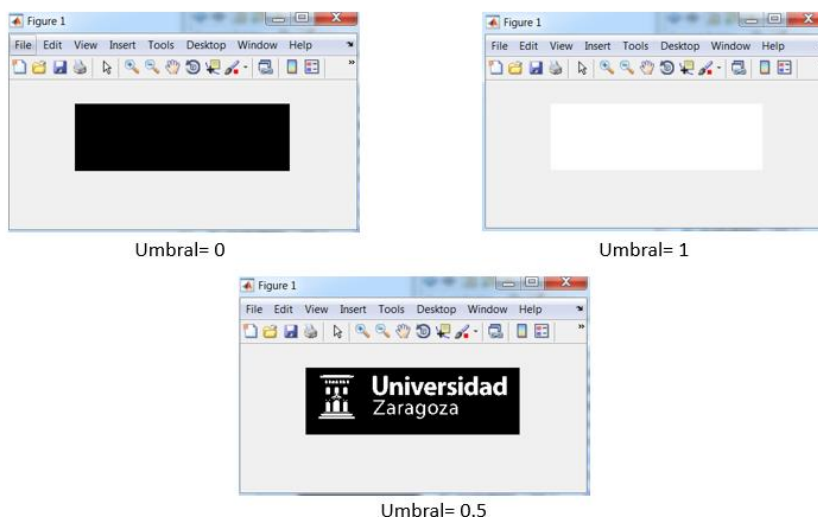 Figure 1
File Edit View Insert Tools Desktop Window Help
Umbral= 0
Figure 1
File Edit View Insert Tools Desktop Window Help
Umbral= 1
Figure 1
File Edit View Insert Tools Desktop Window Help
Universidad
Zaragoza
Umbral= 0.5